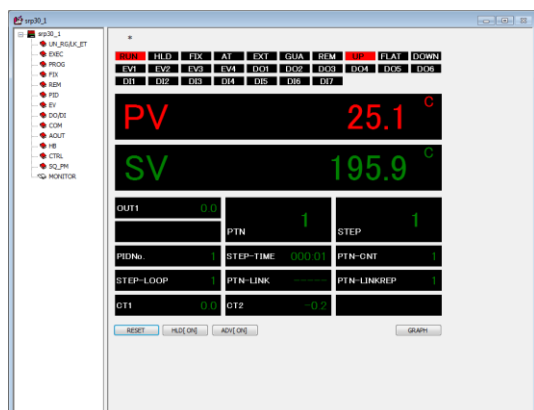 srp30_1
srp30_1
UN_RG/LK_ET
EXEC
PROG
FIX
REM
PID
EV
DO/DI
COM
AOUT
HB
CTRL
SQ_PM
MONITOR
*
RUN HLD FIX AT EXT GUA REM UP FLAT DOWN
EV1 EV2 EV3 EV4 DO1 DO2 DO3 DO4 DO5 DO6
DI1 DI2 DI3 DI4 DI5 DI6 DI7
PV 25.1 C
SV 195.9 C
OUT1 0.0
PTN 1 STEP 1
PIDNo. 1 STEP-TIME 000:01 PTN-CNT 1
STEP-LOOP 1 PTN-LINK ----- PTN-LINKREP 1
CT1 0.0 CT2 -0.2
RESET HLD[ ON] ADV[ ON] GRAPH